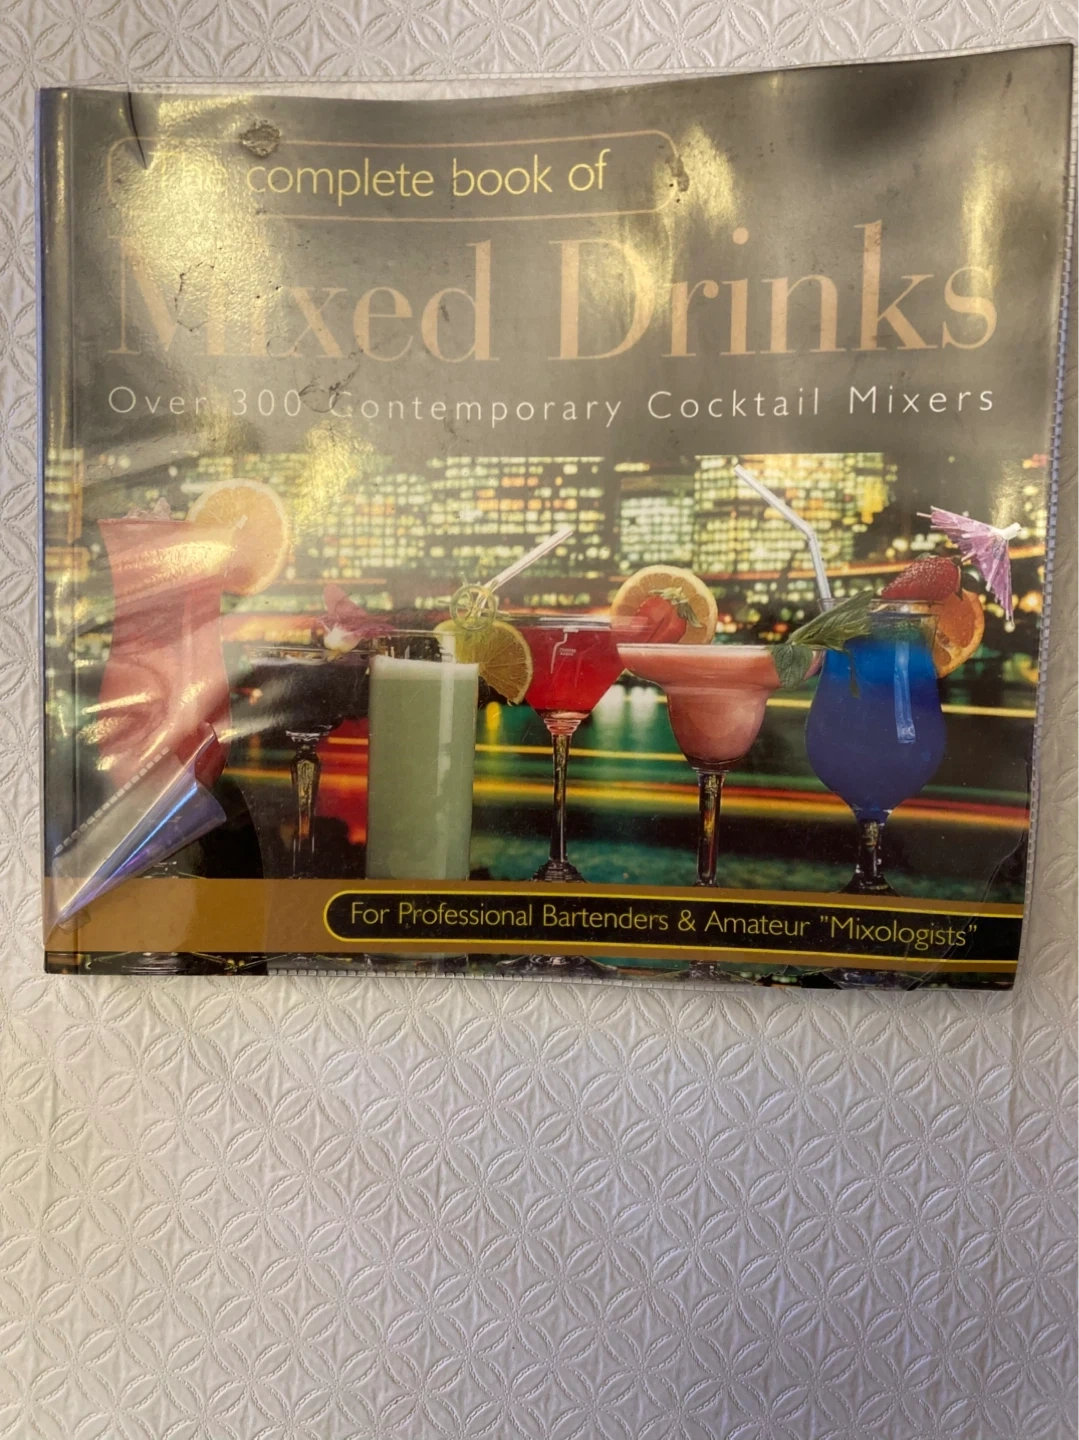 The complete book of
Mixed Drinks
Over 300 Contemporary Cocktail Mixers
For Professional Bartenders & Amateur "Mixologists"